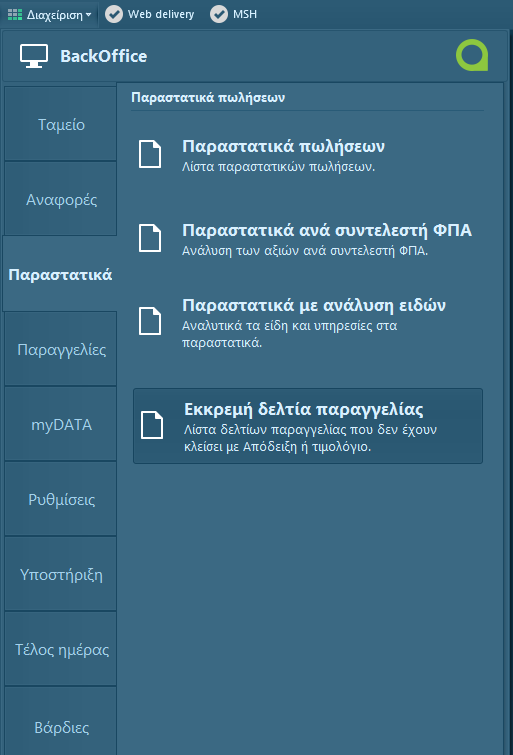 Διαχείριση Web delivery MSH
BackOffice
Ταμείο
Αναφορές
Παραστατικά
Παραγγελίες
myDATA
Ρυθμίσεις
Υποστήριξη
Τέλος ημέρας
Βάρδιες
Παραστατικά πωλήσεων
Παραστατικά πωλήσεων
Λίστα παραστατικών πωλήσεων.
Παραστατικά ανά συντελεστή ΦΠΑ
Ανάλυση των αξιών ανά συντελεστή ΦΠΑ.
Παραστατικά με ανάλυση ειδών
Αναλυτικά τα είδη και υπηρεσίες στα
παραστατικά.
Εκκρεμή δελτία παραγγελίας
Λίστα δελτίων παραγγελίας που δεν έχουν
κλείσει με Απόδειξη ή τιμολόγιο.